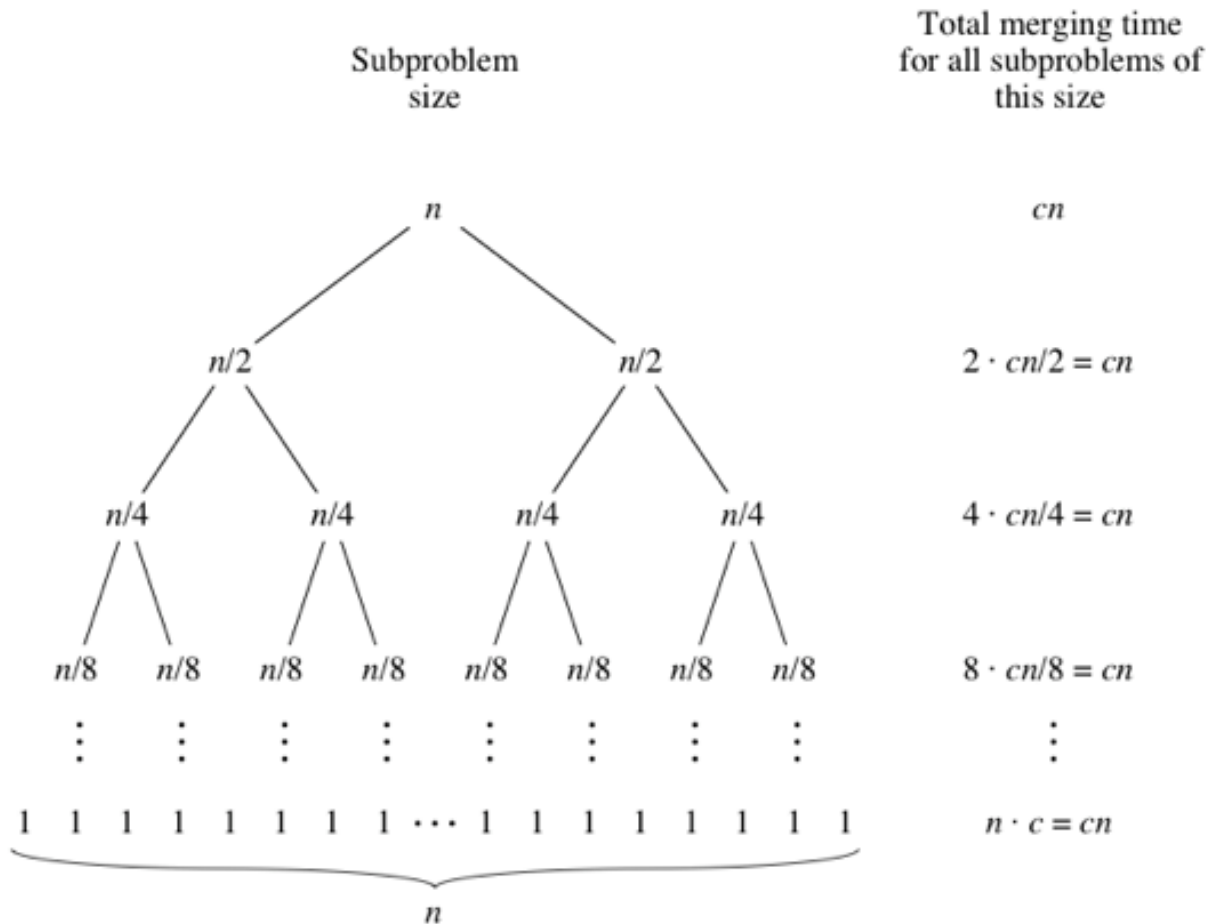 Subproblem
size
Total merging time
for all subproblems of
this size
n cn
n/2 n/2 2 · cn/2 = cn
n/4 n/4 n/4 n/4 4 · cn/4 = cn
n/8 n/8 n/8 n/8 n/8 n/8 n/8 n/8 8 · cn/8 = cn
1 1 1 1 1 1 1 1 ··· 1 1 1 1 1 1 1 1 n · c = cn
n